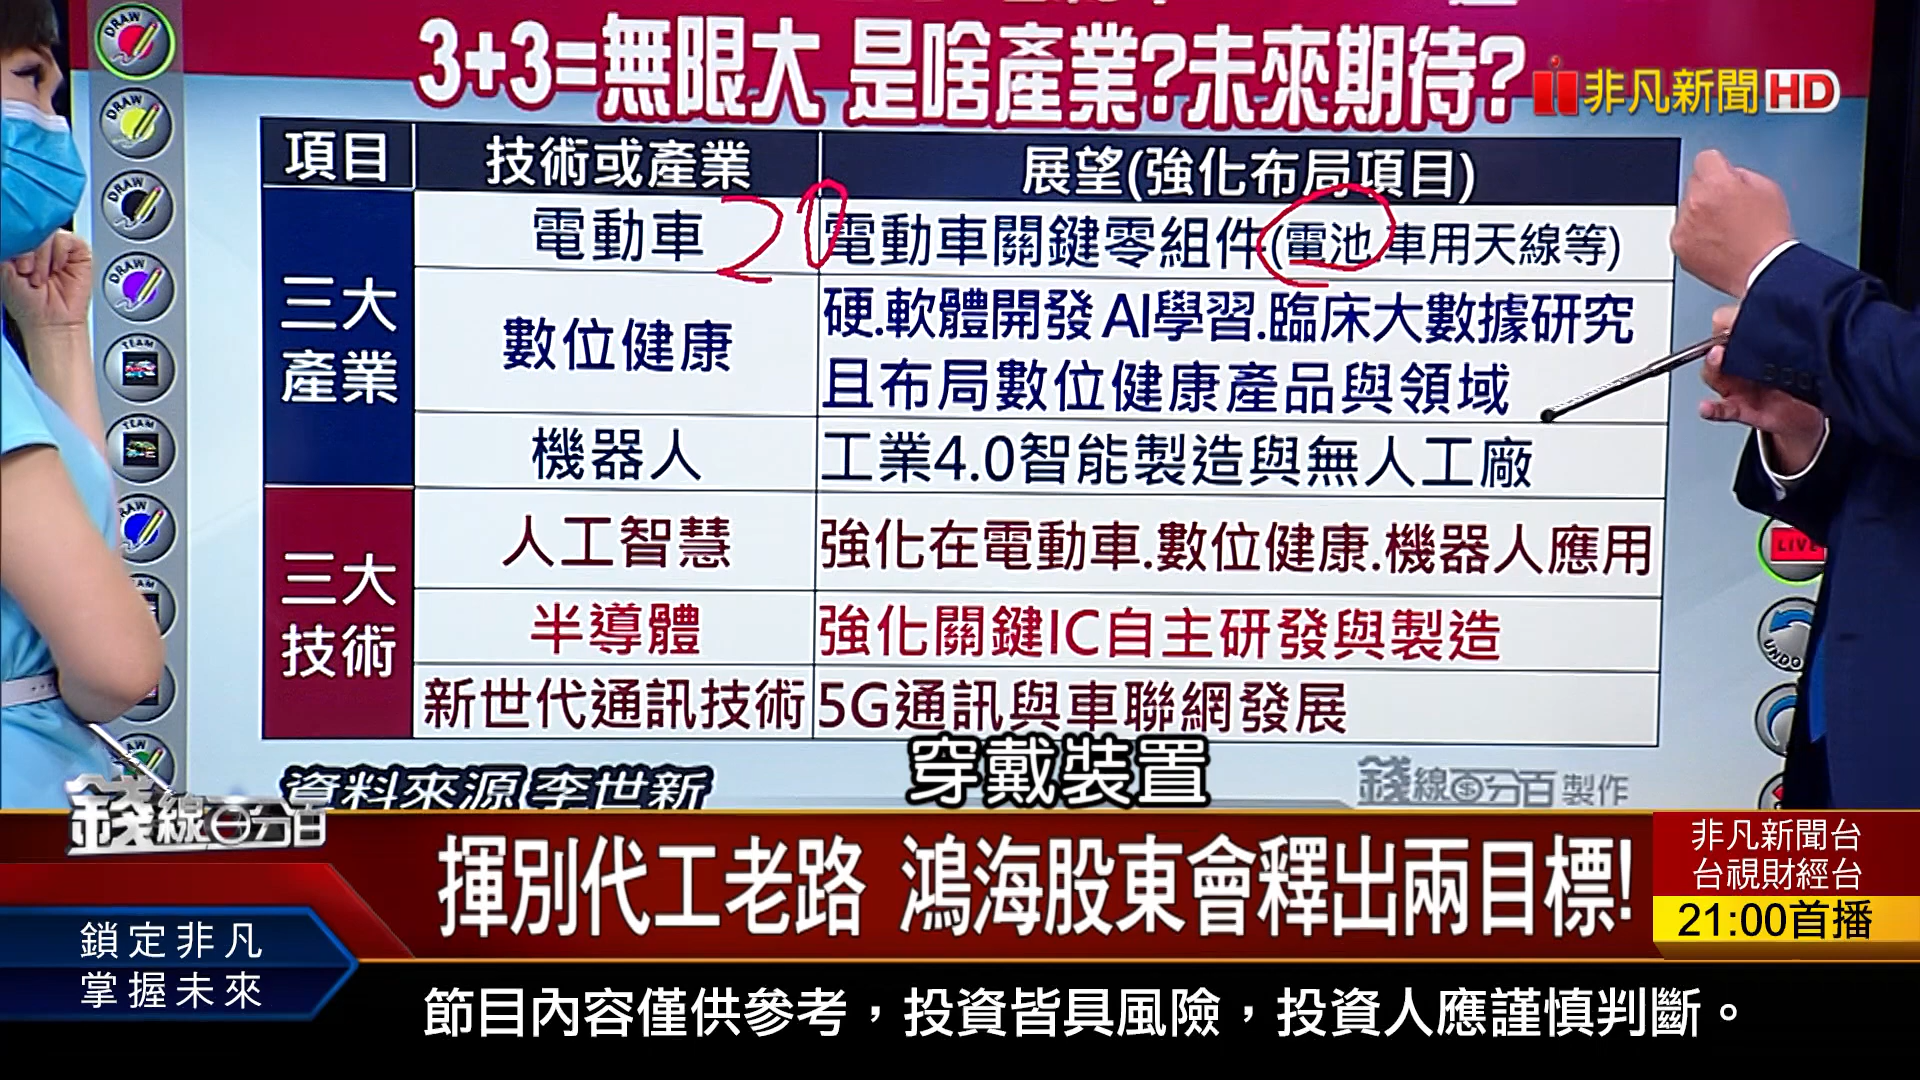 3+3=無限大 是啥產業?未來期待?
非凡新聞HD
項目 技術或產業 展望(強化布局項目)
三大產業
電動車 20 電動車關鍵零組件(電池 車用天線等)
數位健康 硬.軟體開發 AI學習.臨床大數據研究
且布局數位健康產品與領域
機器人 工業4.0智能製造與無人工廠
三大技術
人工智慧 強化在電動車.數位健康.機器人應用
半導體 強化關鍵IC自主研發與製造
新世代通訊技術 5G通訊與車聯網發展
DRAW
DRAW
DRAW
DRAW
TEAM
TEAM
LIVE
UNDO
資料來源 李世新
穿戴裝置
錢線百分百製作
錢線百分百
揮別代工老路 鴻海股東會釋出兩目標!
非凡新聞台
台視財經台
21:00首播
鎖定非凡
掌握未來
節目內容僅供參考，投資皆具風險，投資人應謹慎判斷。